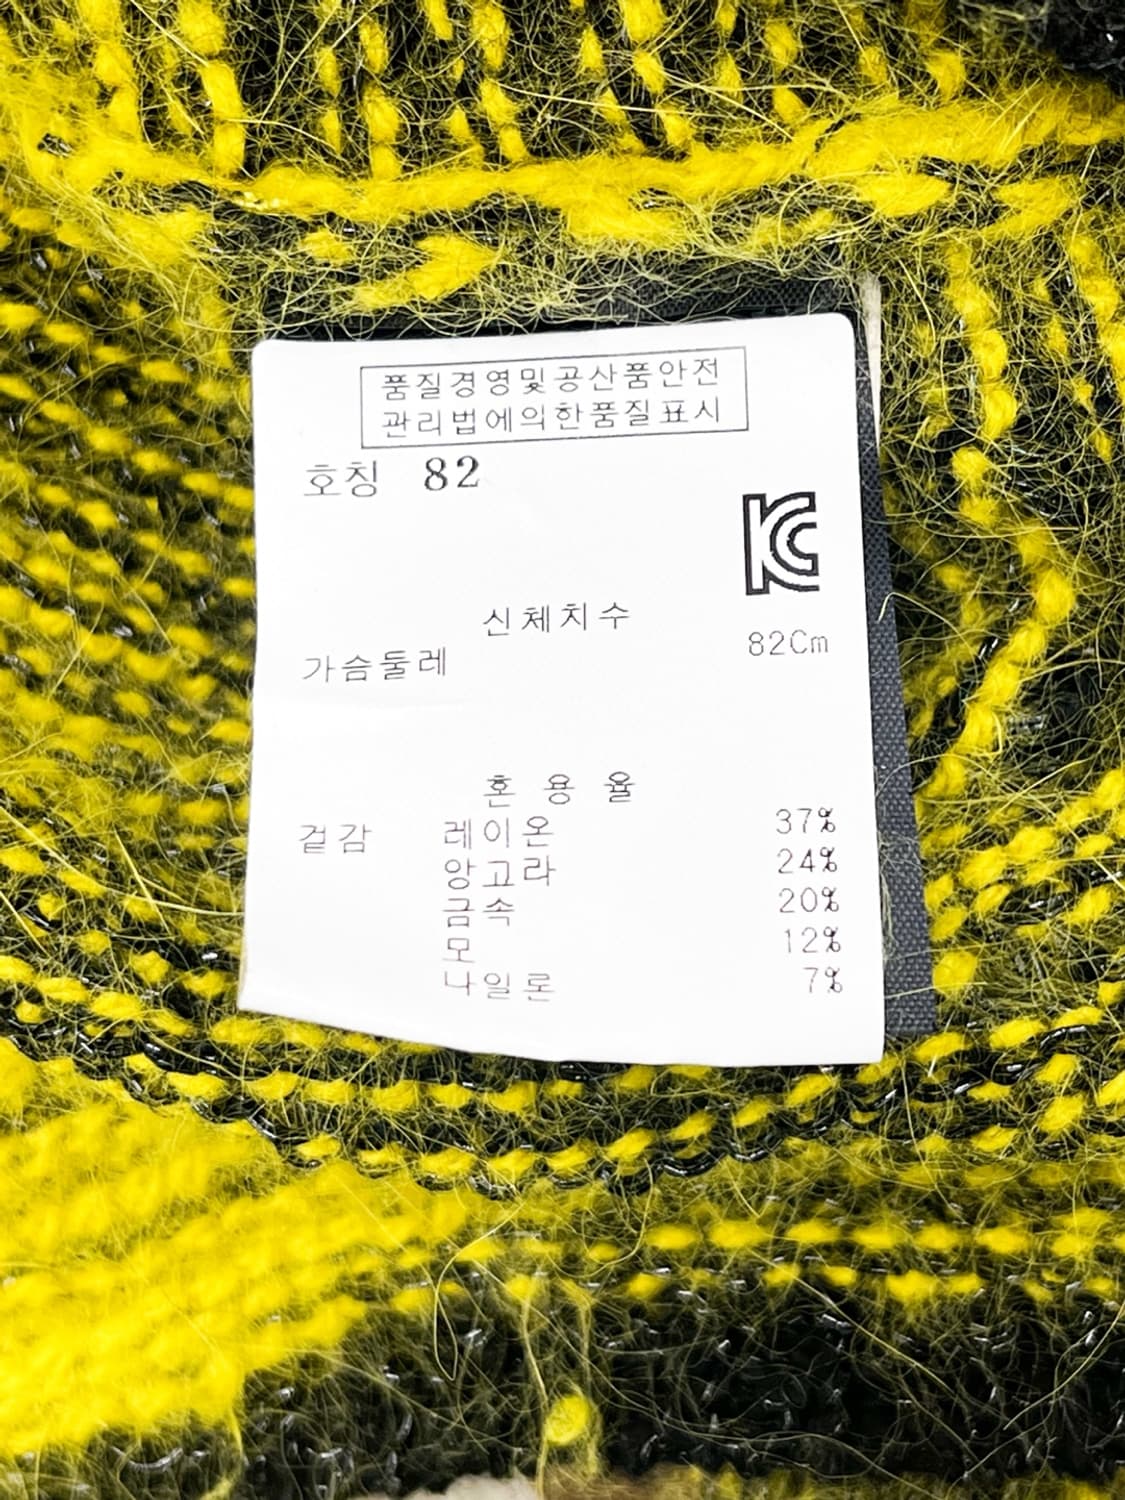 품질경영및공산품안전
관리법에의한품질표시
호칭 82
KC
신체치수
가슴둘레 82Cm
혼 용 율
겉감 레이온 37%
앙고라 24%
금속 20%
모 12%
나일론 7%